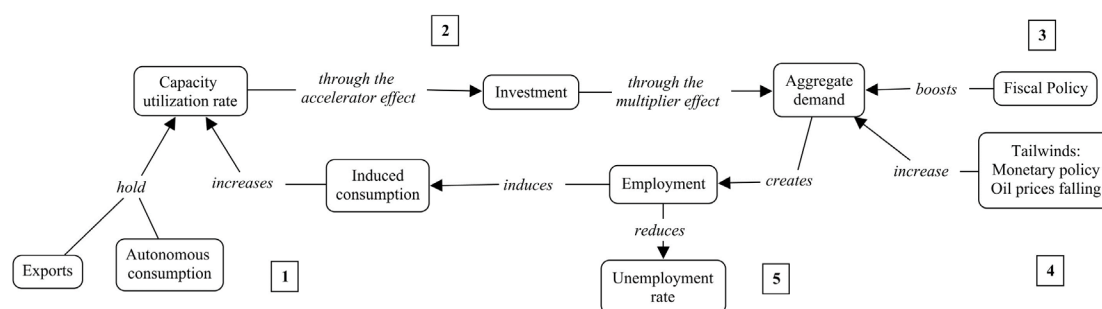 2
3
Capacity
utilization rate
through the
accelerator effect
Investment
through the
multiplier effect
Aggregate
demand
boosts
Fiscal Policy
hold
increases
Induced
consumption
induces
Employment
creates
increase
Tailwinds:
Monetary policy
Oil prices falling
reduces
Exports
Autonomous
consumption
1
Unemployment
rate
5
4